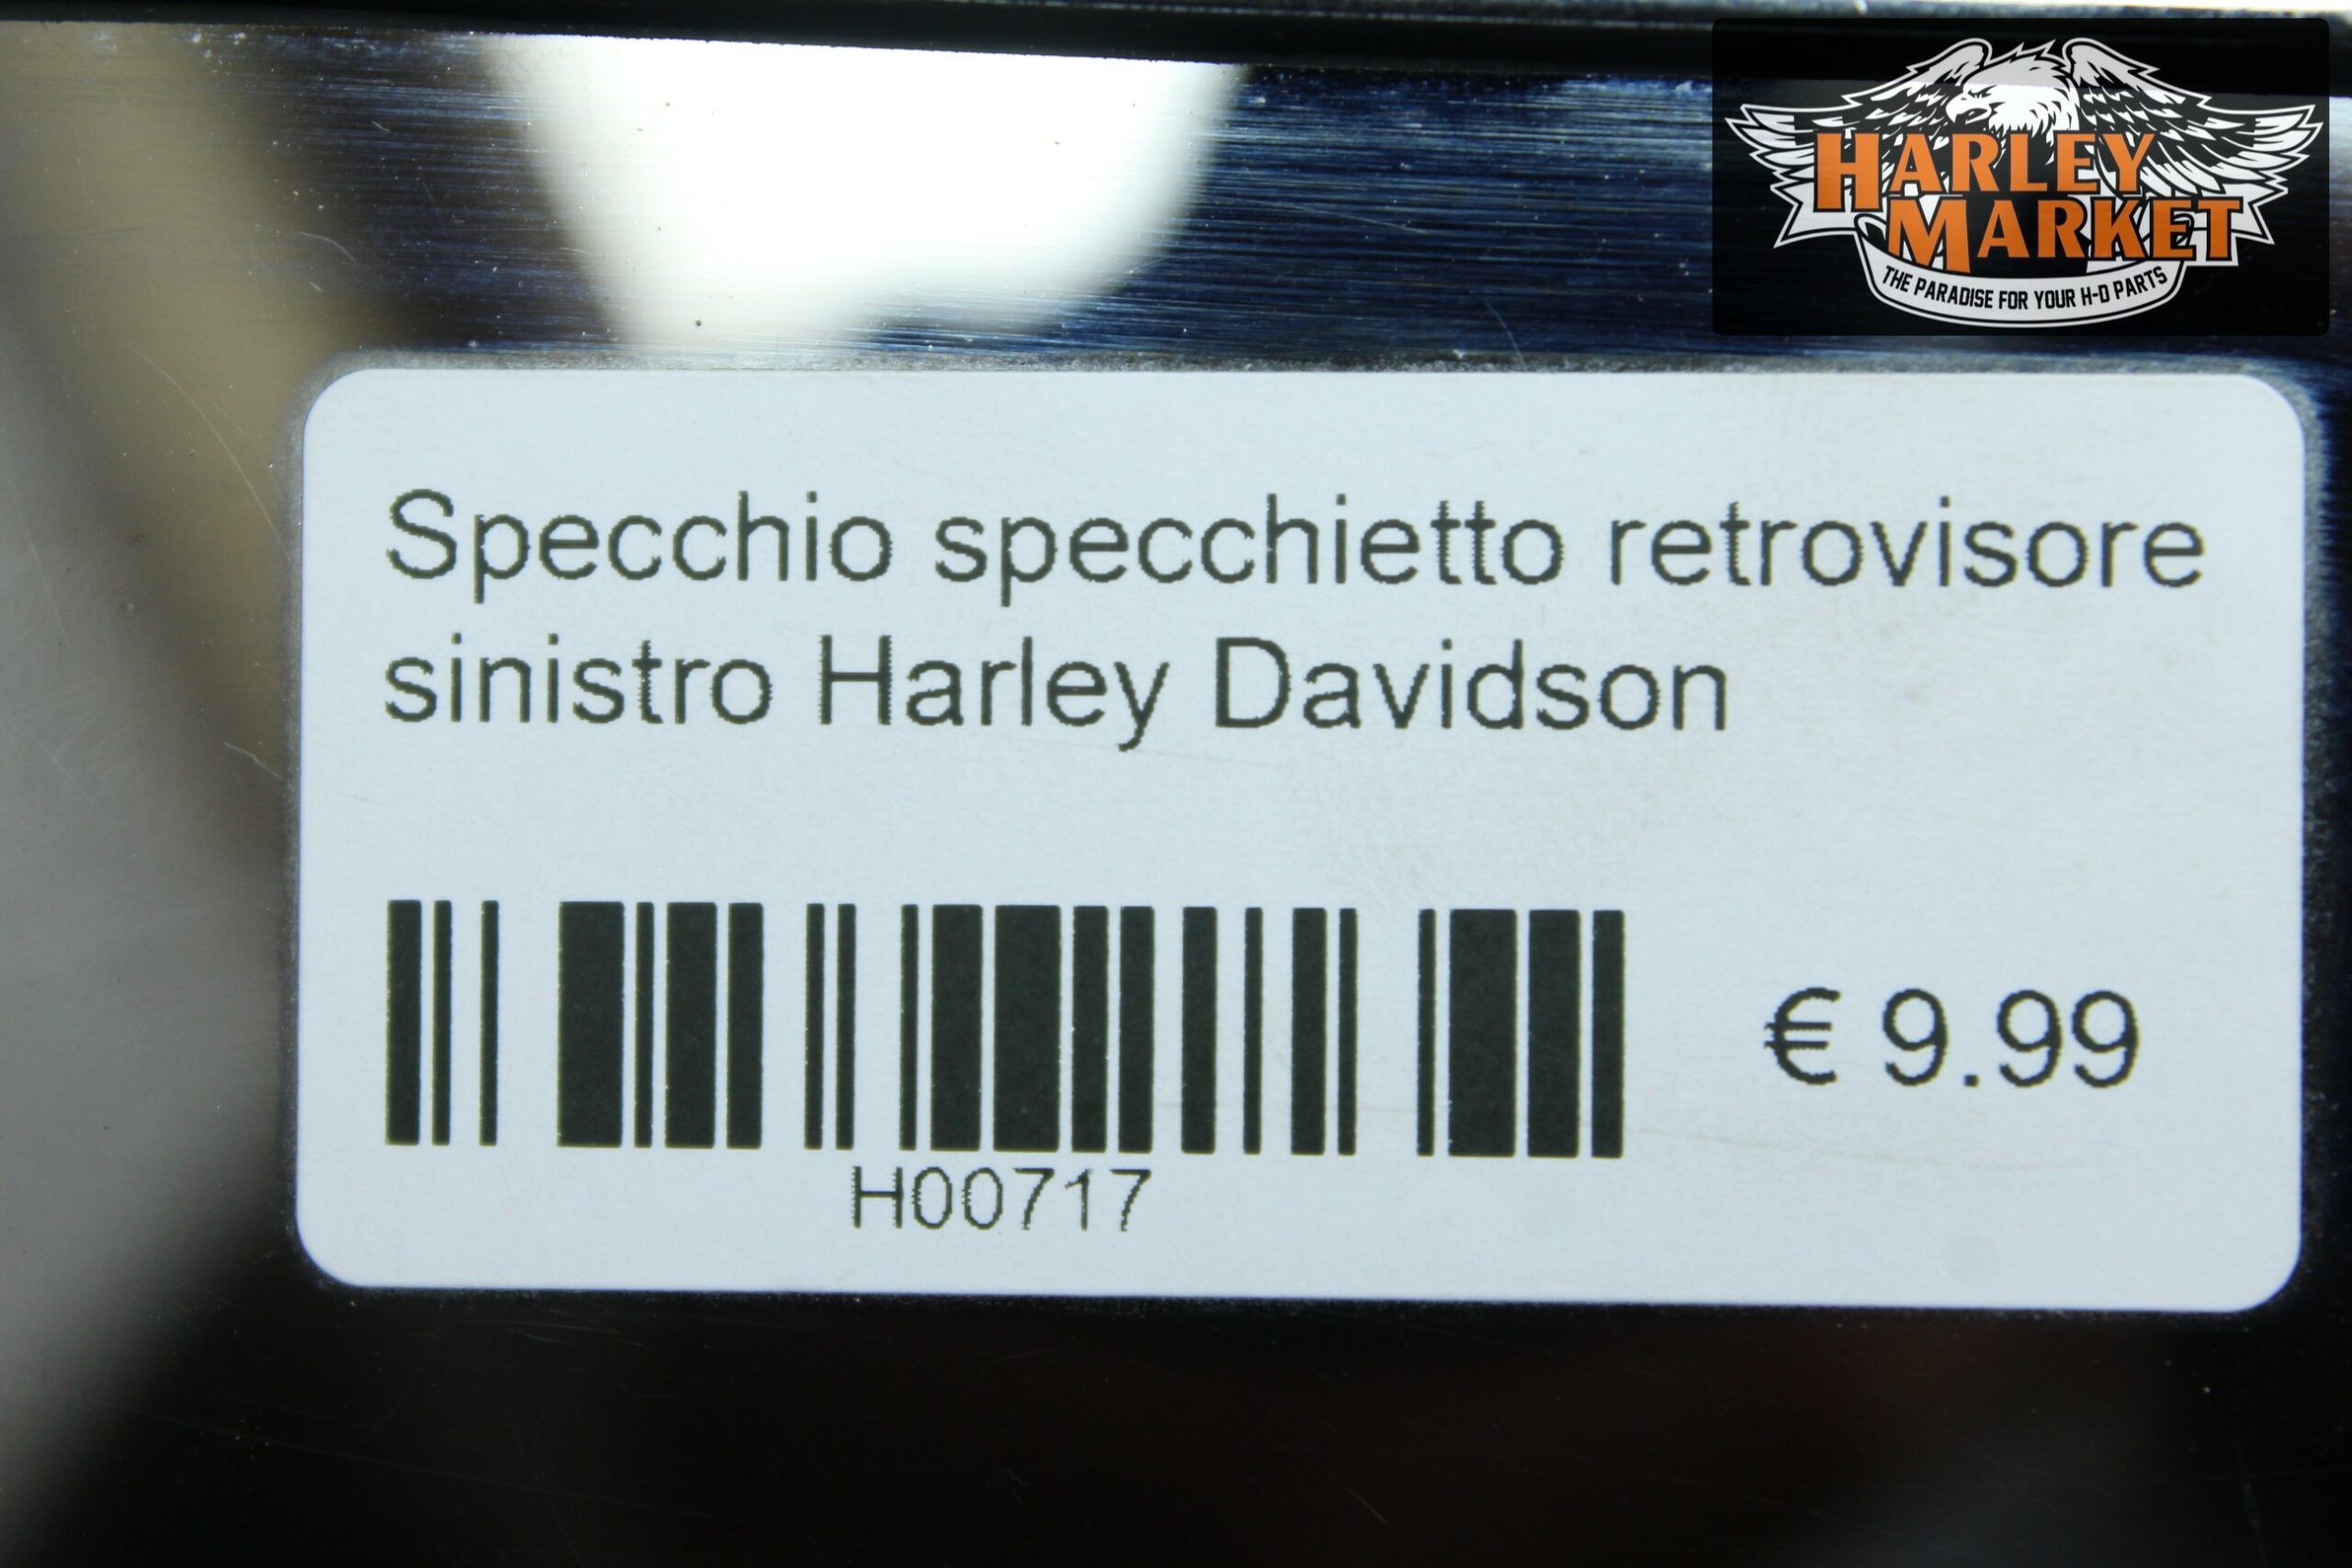 HARLEY
MARKET
THE PARADISE FOR YOUR H-D PARTS
Specchio specchietto retrovisore
sinistro Harley Davidson
€ 9.99
H00717